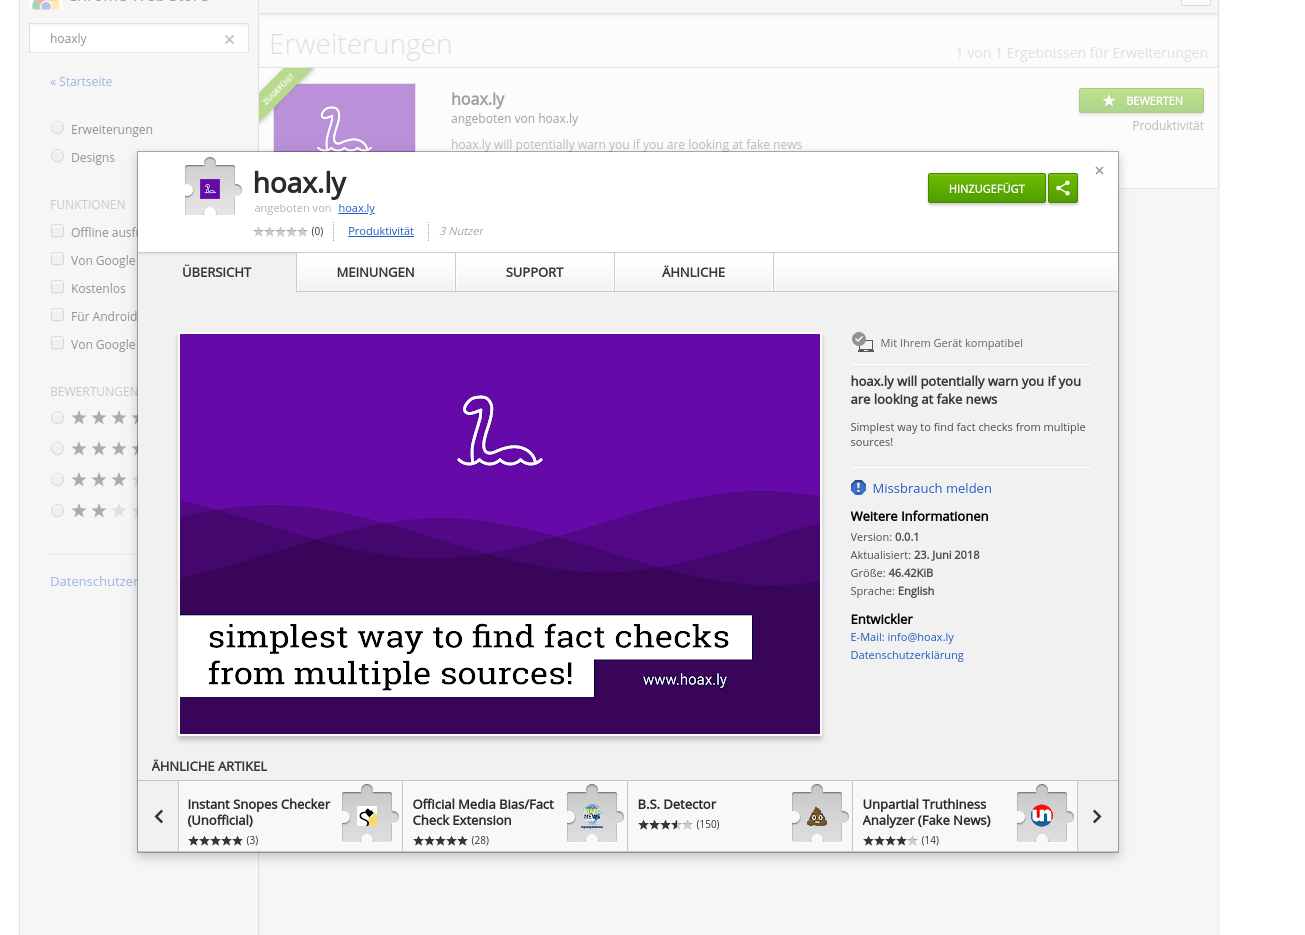 Chrome Web Store
hoaxly
« Startseite
Erweiterungen
Designs
FUNKTIONEN
Offline ausf
Von Google
Kostenlos
Für Android
Von Google
BEWERTUNGEN
Datenschutzer
Erweiterungen
1 von 1 Ergebnissen für Erweiterungen
ZUGEFÜGT
hoax.ly
angeboten von hoax.ly
hoax.ly will potentially warn you if you are looking at fake news
BEWERTEN
Produktivität
hoax.ly
angeboten von hoax.ly
(0) Produktivität 3 Nutzer
HINZUGEFÜGT
ÜBERSICHT MEINUNGEN SUPPORT ÄHNLICHE
simplest way to find fact checks
from multiple sources!
www.hoax.ly
Mit Ihrem Gerät kompatibel
hoax.ly will potentially warn you if you
are looking at fake news
Simplest way to find fact checks from multiple
sources!
Missbrauch melden
Weitere Informationen
Version: 0.0.1
Aktualisiert: 23. Juni 2018
Größe: 46.42KiB
Sprache: English
Entwickler
E-Mail: info@hoax.ly
Datenschutzerklärung
ÄHNLICHE ARTIKEL
Instant Snopes Checker
(Unofficial)
(3)
Official Media Bias/Fact
Check Extension
(28)
B.S. Detector
(150)
Unpartial Truthiness
Analyzer (Fake News)
(14)